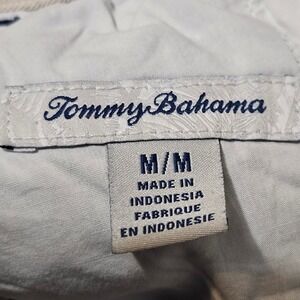 Tommy Bahama
M/M
MADE IN
INDONESIA
FABRIQUE
EN INDONESIE